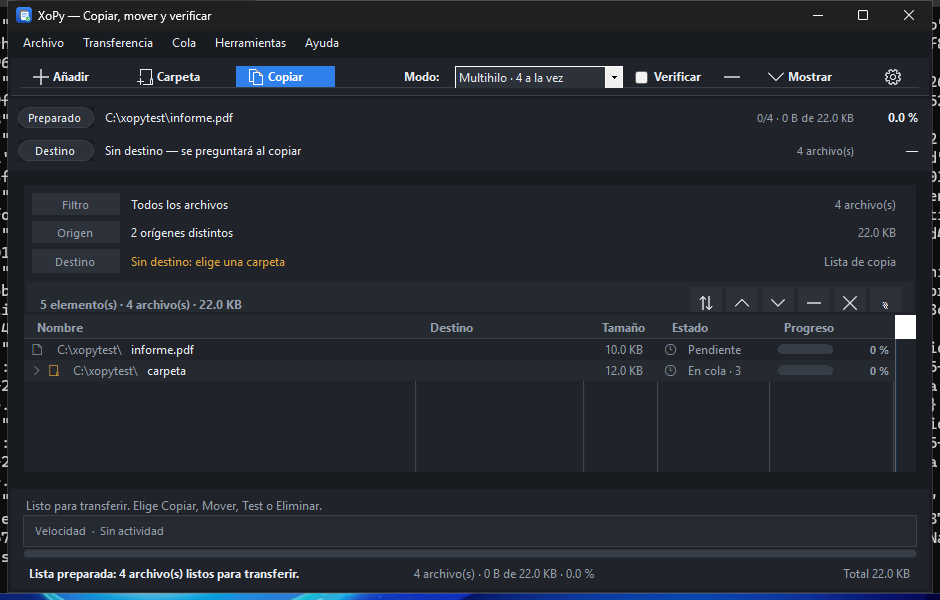 XoPy — Copiar, mover y verificar
Archivo Transferencia Cola Herramientas Ayuda
Añadir Carpeta Copiar Modo: Multihilo · 4 a la vez Verificar Mostrar
Preparado C:\xopytest\informe.pdf 0/4 · 0 B de 22.0 KB 0.0 %
Destino Sin destino — se preguntará al copiar 4 archivo(s)
Filtro Todos los archivos 4 archivo(s)
Origen 2 orígenes distintos 22.0 KB
Destino Sin destino: elige una carpeta Lista de copia
5 elemento(s) · 4 archivo(s) · 22.0 KB
Nombre Destino Tamaño Estado Progreso
C:\xopytest\ informe.pdf 10.0 KB Pendiente 0 %
C:\xopytest\ carpeta 12.0 KB En cola · 3 0 %
Listo para transferir. Elige Copiar, Mover, Test o Eliminar.
Velocidad · Sin actividad
Lista preparada: 4 archivo(s) listos para transferir. 4 archivo(s) · 0 B de 22.0 KB · 0.0 % Total 22.0 KB